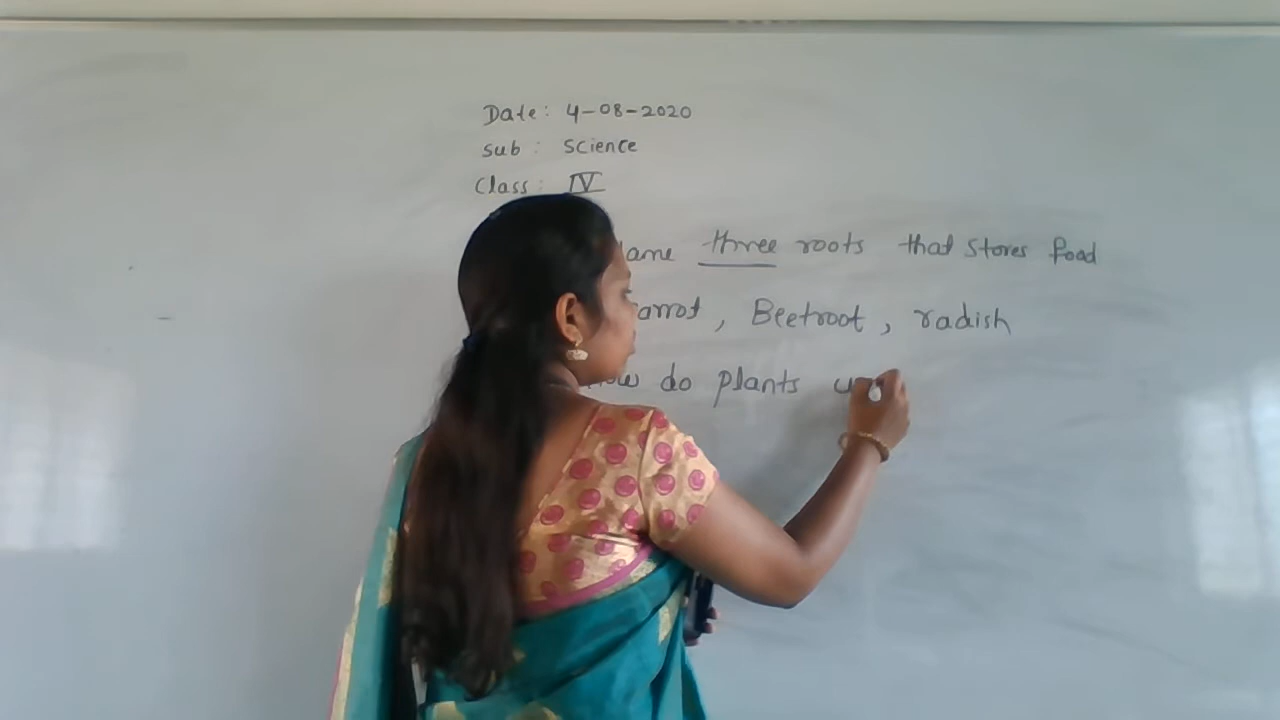 Date: 4-08-2020
Sub: Science
Class: IV
ame three roots that stores food
arrot, Beetroot, radish
how do plants